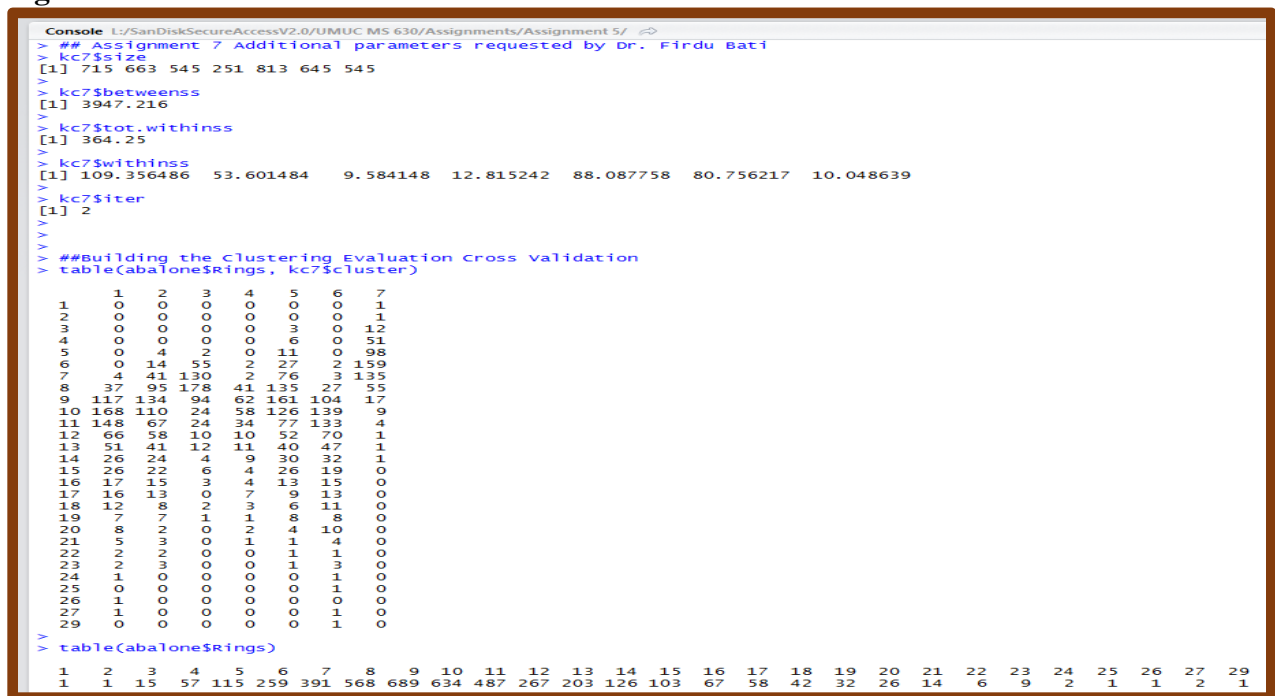 Console L:/SanDiskSecureAccessV2.0/UMUC MS 630/Assignments/Assignment 5/
> ## Assignment 7 Additional parameters requested by Dr. Firdu Bati
> kc7$size
[1] 715 663 545 251 813 645 545
>
> kc7$betweenss
[1] 3947.216
>
> kc7$tot.withinss
[1] 364.25
>
> kc7$withinss
[1] 109.356486 53.601484 9.584148 12.815242 88.087758 80.756217 10.048639
>
> kc7$iter
[1] 2
>
>
>
> ##Building the Clustering Evaluation Cross Validation
> table(abalone$Rings, kc7$cluster)
1 2 3 4 5 6 7
1 0 0 0 0 0 0 1
2 0 0 0 0 0 0 1
3 0 0 0 0 3 0 12
4 0 0 0 0 6 0 51
5 0 4 2 0 11 0 98
6 0 14 55 2 27 2 159
7 4 41 130 2 76 3 135
8 37 95 178 41 135 27 55
9 117 134 94 62 161 104 17
10 168 110 24 58 126 139 9
11 148 67 24 34 77 133 4
12 66 58 10 10 52 70 1
13 51 41 12 11 40 47 1
14 26 24 4 9 30 32 1
15 26 22 6 4 26 19 0
16 17 15 3 4 13 15 0
17 16 13 0 7 9 13 0
18 12 8 2 3 6 11 0
19 7 7 1 1 8 8 0
20 8 2 0 2 4 10 0
21 5 3 0 1 1 4 0
22 2 2 0 0 1 1 0
23 2 3 0 0 1 3 0
24 1 0 0 0 0 1 0
25 0 0 0 0 0 1 0
26 1 0 0 0 0 0 0
27 1 0 0 0 0 1 0
29 0 0 0 0 0 1 0
>
> table(abalone$Rings)
1 2 3 4 5 6 7 8 9 10 11 12 13 14 15 16 17 18 19 20 21 22 23 24 25 26 27 29
1 1 15 57 115 259 391 568 689 634 487 267 203 126 103 67 58 42 32 26 14 6 9 2 1 1 2 1